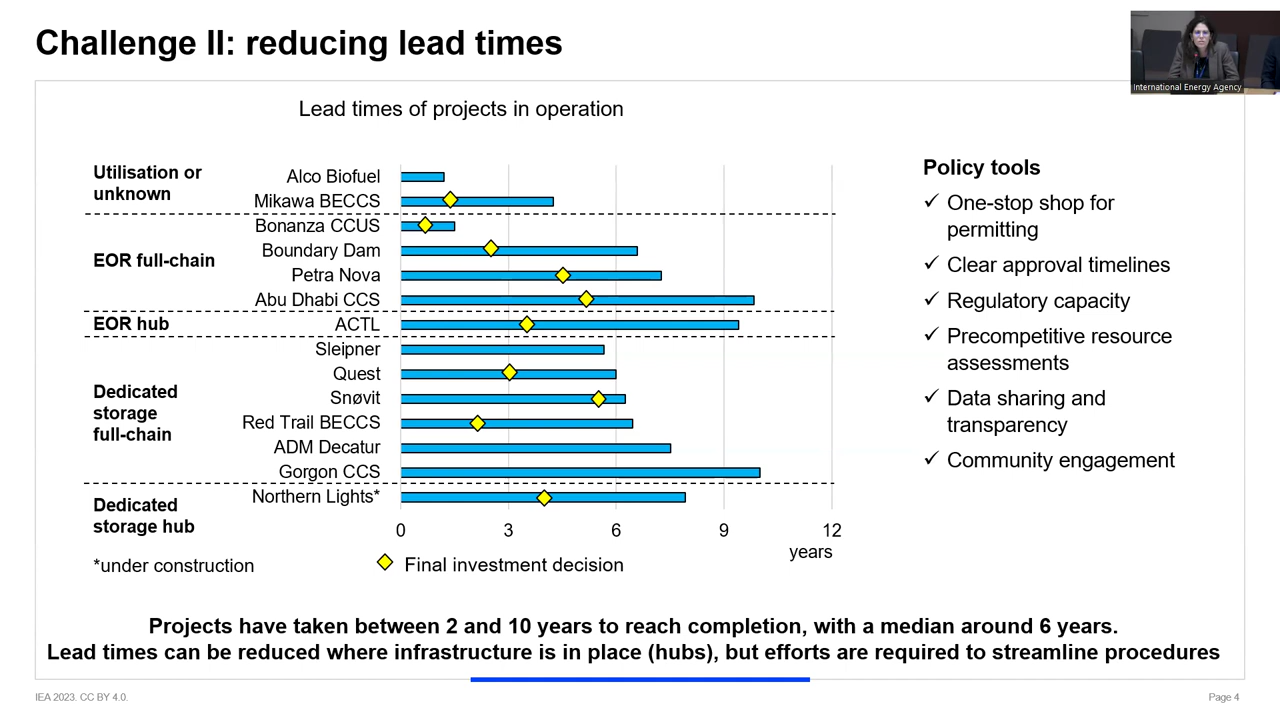 Challenge II: reducing lead times
International Energy Agency
Lead times of projects in operation
Utilisation or
unknown
Alco Biofuel
Mikawa BECCS
EOR full-chain
Bonanza CCUS
Boundary Dam
Petra Nova
Abu Dhabi CCS
EOR hub
ACTL
Dedicated
storage
full-chain
Sleipner
Quest
Snøvit
Red Trail BECCS
ADM Decatur
Gorgon CCS
Dedicated
storage hub
Northern Lights*
0 3 6 9 12
years
*under construction
Final investment decision
Policy tools
✓ One-stop shop for
permitting
✓ Clear approval timelines
✓ Regulatory capacity
✓ Precompetitive resource
assessments
✓ Data sharing and
transparency
✓ Community engagement
Projects have taken between 2 and 10 years to reach completion, with a median around 6 years.
Lead times can be reduced where infrastructure is in place (hubs), but efforts are required to streamline procedures
IEA 2023. CC BY 4.0.
Page 4